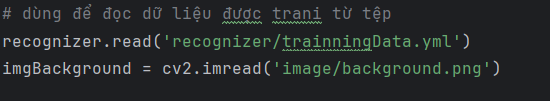 # dùng để đọc dữ liệu được trani từ tệp
recognizer.read('recognizer/trainningData.yml')
imgBackground = cv2.imread('image/background.png')